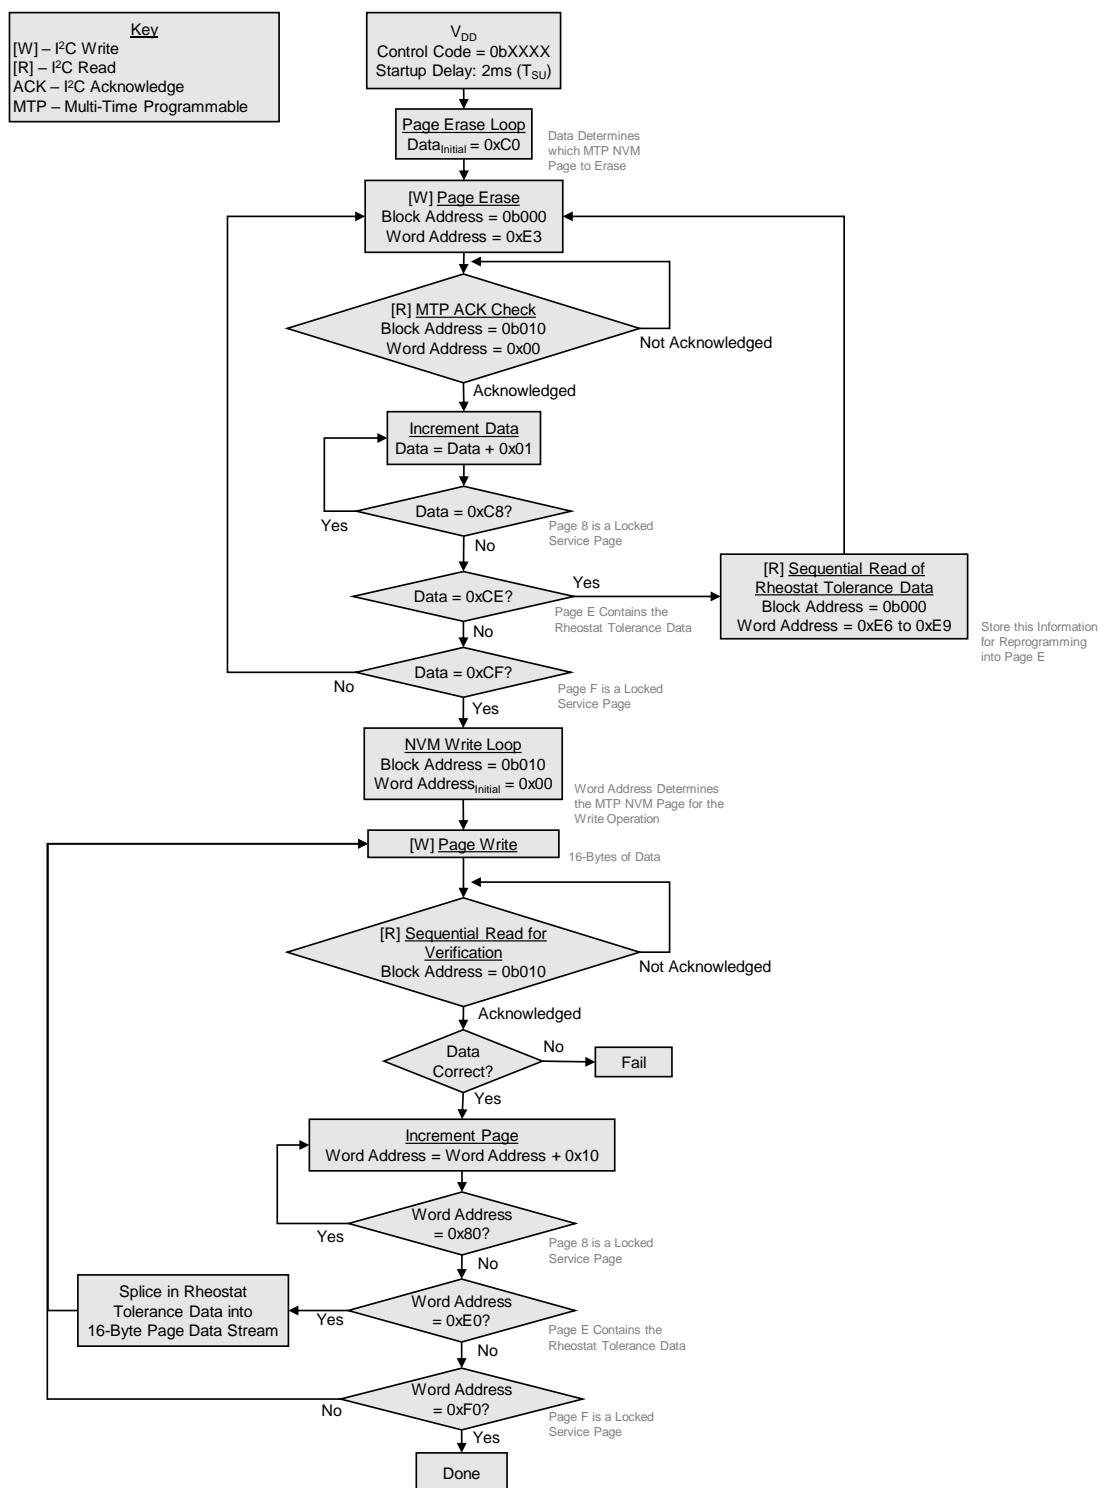 Key
[W] – I²C Write
[R] – I²C Read
ACK – I²C Acknowledge
MTP – Multi-Time Programmable
VDD
Control Code = 0bXXXX
Startup Delay: 2ms (TSU)
Page Erase Loop
DataInitial = 0xC0
Data Determines
which MTP NVM
Page to Erase
[W] Page Erase
Block Address = 0b000
Word Address = 0xE3
[R] MTP ACK Check
Block Address = 0b010
Word Address = 0x00
Not Acknowledged
Acknowledged
Increment Data
Data = Data + 0x01
Data = 0xC8?
Yes
Page 8 is a Locked
Service Page
No
Data = 0xCE?
Yes
Page E Contains the
Rheostat Tolerance Data
[R] Sequential Read of
Rheostat Tolerance Data
Block Address = 0b000
Word Address = 0xE6 to 0xE9
Store this Information
for Reprogramming
into Page E
No
Data = 0xCF?
No
Page F is a Locked
Service Page
Yes
NVM Write Loop
Block Address = 0b010
Word AddressInitial = 0x00
Word Address Determines
the MTP NVM Page for the
Write Operation
[W] Page Write
16-Bytes of Data
[R] Sequential Read for
Verification
Block Address = 0b010
Not Acknowledged
Acknowledged
Data
Correct?
No
Fail
Yes
Increment Page
Word Address = Word Address + 0x10
Word Address
= 0x80?
Yes
Page 8 is a Locked
Service Page
No
Word Address
= 0xE0?
Yes
Splice in Rheostat
Tolerance Data into
16-Byte Page Data Stream
Page E Contains the
Rheostat Tolerance Data
No
Word Address
= 0xF0?
No
Page F is a Locked
Service Page
Yes
Done